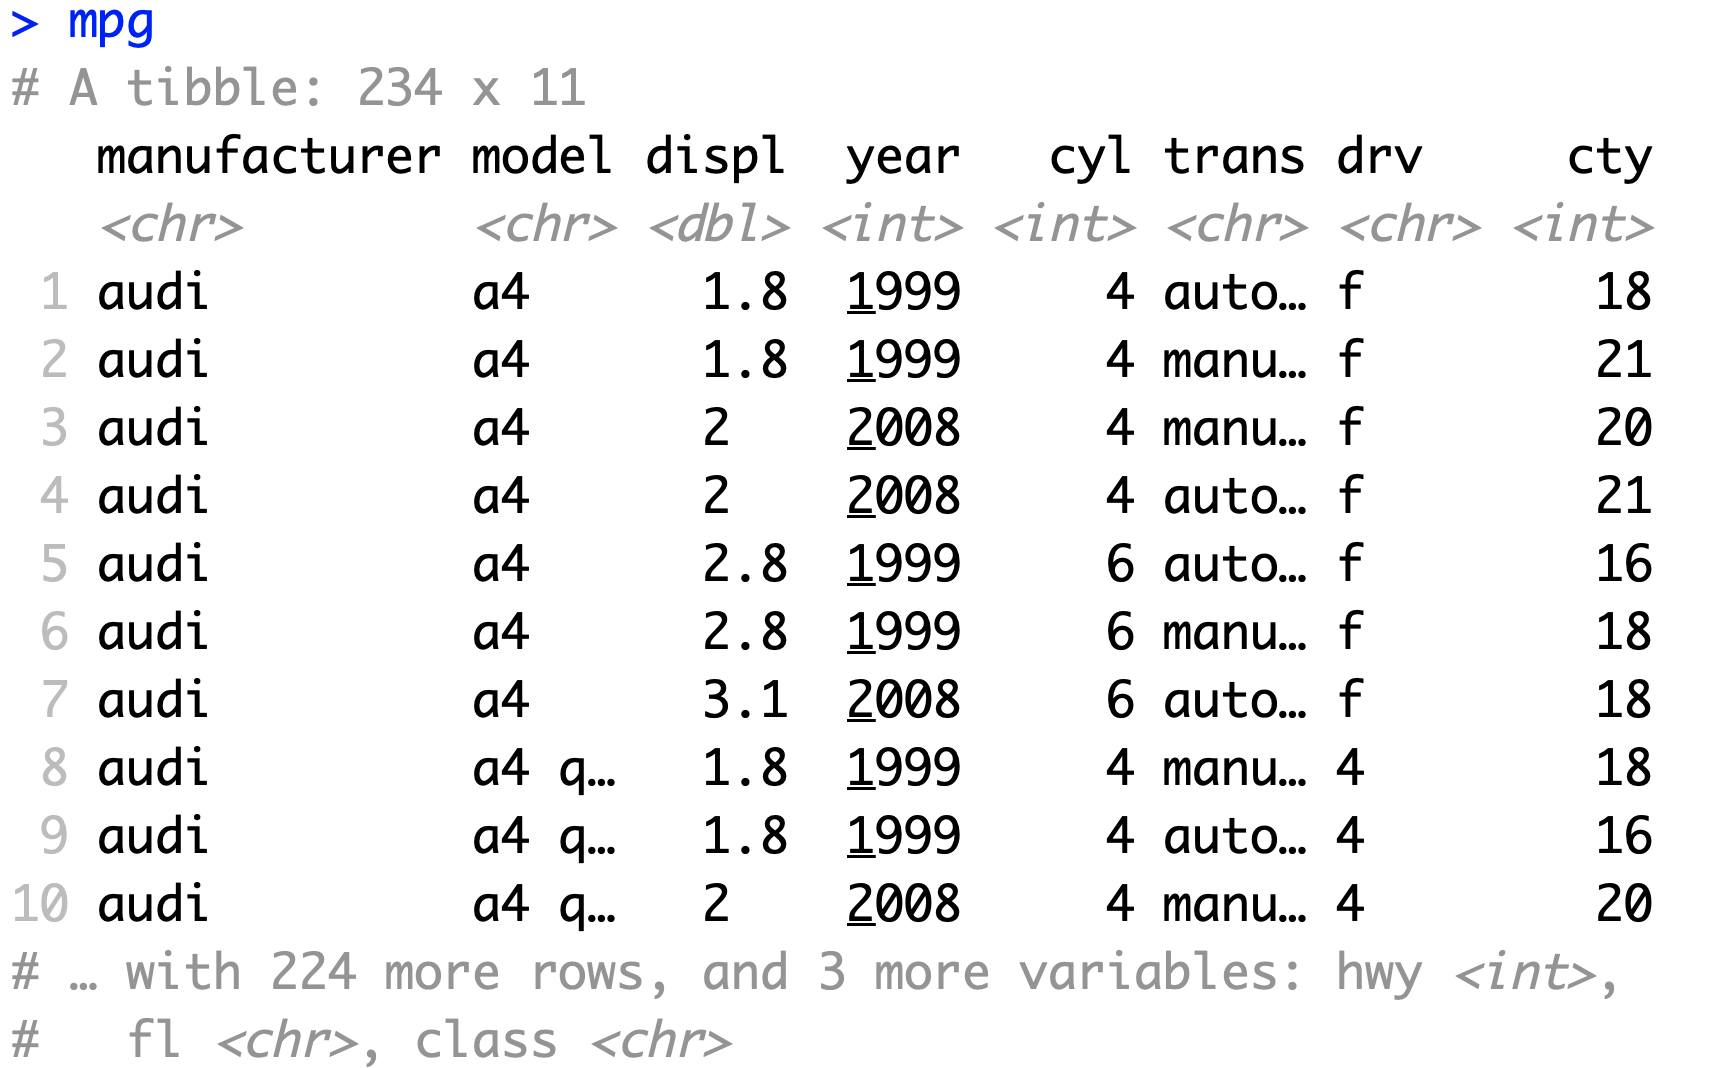 > mpg
# A tibble: 234 x 11
   manufacturer model displ  year   cyl trans drv     cty
   <chr>        <chr> <dbl> <int> <int> <chr> <chr> <int>
 1 audi         a4      1.8  1999     4 auto… f        18
 2 audi         a4      1.8  1999     4 manu… f        21
 3 audi         a4      2    2008     4 manu… f        20
 4 audi         a4      2    2008     4 auto… f        21
 5 audi         a4      2.8  1999     6 auto… f        16
 6 audi         a4      2.8  1999     6 manu… f        18
 7 audi         a4      3.1  2008     6 auto… f        18
 8 audi         a4 q…   1.8  1999     4 manu… 4        18
 9 audi         a4 q…   1.8  1999     4 auto… 4        16
10 audi         a4 q…   2    2008     4 manu… 4        20
# … with 224 more rows, and 3 more variables: hwy <int>,
#   fl <chr>, class <chr>